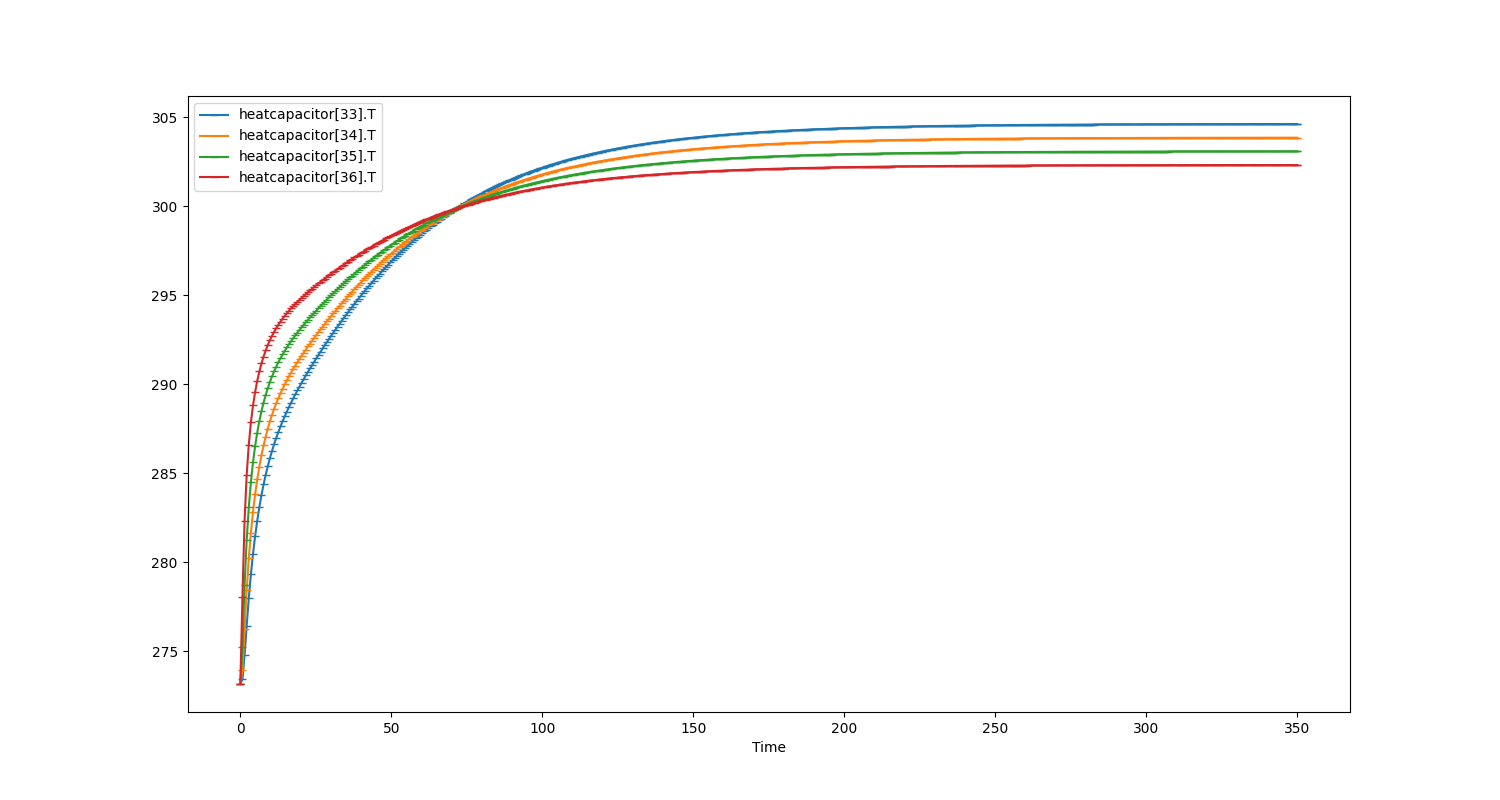 heatcapacitor[33].T
heatcapacitor[34].T
heatcapacitor[35].T
heatcapacitor[36].T
305
300
295
290
285
280
275
0 50 100 150 200 250 300 350
Time